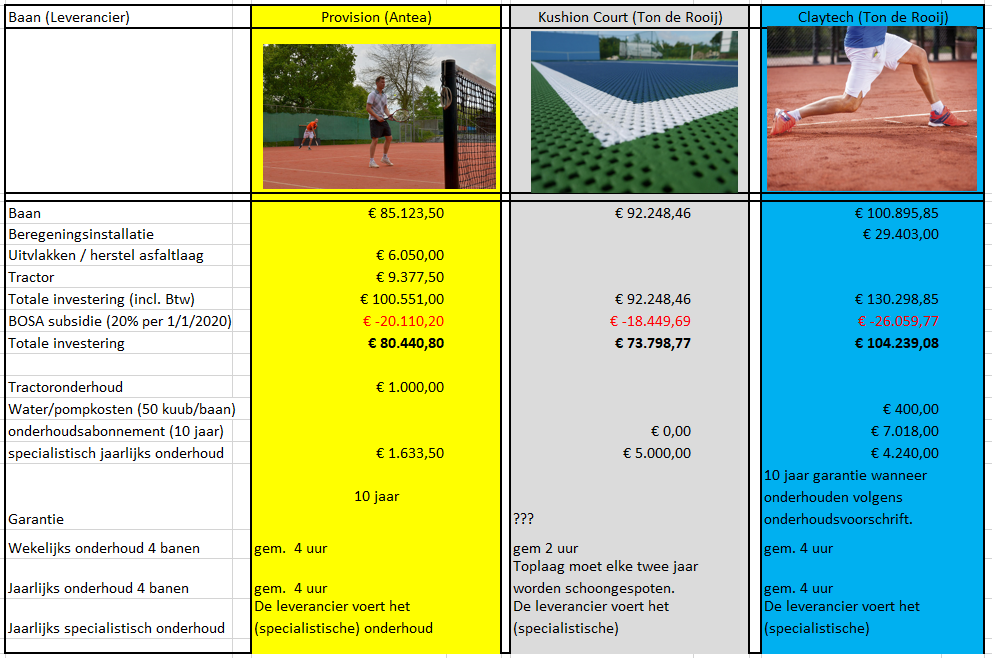 Baan (Leverancier) Provision (Antea) Kushion Court (Ton de Rooij) Claytech (Ton de Rooij)
Baan € 85.123,50 € 92.248,46 € 100.895,85
Beregeningsinstallatie € 29.403,00
Uitvlakken / herstel asfaltlaag € 6.050,00
Tractor € 9.377,50
Totale investering (incl. Btw) € 100.551,00 € 92.248,46 € 130.298,85
BOSA subsidie (20% per 1/1/2020) € -20.110,20 € -18.449,69 € -26.059,77
Totale investering € 80.440,80 € 73.798,77 € 104.239,08
Tractoronderhoud € 1.000,00
Water/pompkosten (50 kuub/baan) € 400,00
onderhoudsabonnement (10 jaar) € 0,00 € 7.018,00
specialistisch jaarlijks onderhoud € 1.633,50 € 5.000,00 € 4.240,00
10 jaar garantie wanneer
10 jaar onderhouden volgens
Garantie ??? onderhoudsvoorschrift.
Wekelijks onderhoud 4 banen gem. 4 uur gem 2 uur gem. 4 uur
Toplaag moet elke twee jaar
Jaarlijks onderhoud 4 banen gem. 4 uur worden schoongespoten. gem. 4 uur
De leverancier voert het De leverancier voert het De leverancier voert het
Jaarlijks specialistisch onderhoud (specialistische) onderhoud (specialistische) (specialistische)